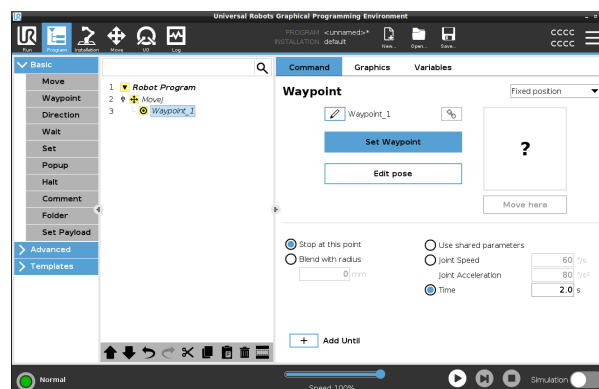 Universal Robots Graphical Programming Environment
UR
Run
Program
Installation
Move
I/O
Log
PROGRAM <unnamed>*
INSTALLATION default
New...
Open...
Save...
CCCC
CCCC
Basic
Move
Waypoint
Direction
Wait
Set
Popup
Halt
Comment
Folder
Set Payload
Advanced
Templates
1 Robot Program
2 MoveJ
3 Waypoint_1
Command Graphics Variables
Waypoint
Fixed position
Waypoint_1
Set Waypoint
Edit pose
?
Move here
Stop at this point
Blend with radius
0 mm
Use shared parameters
Joint Speed 60 °/s
Joint Acceleration 80 °/s²
Time 2.0 s
+ Add Until
Normal
Speed 100%
Simulation